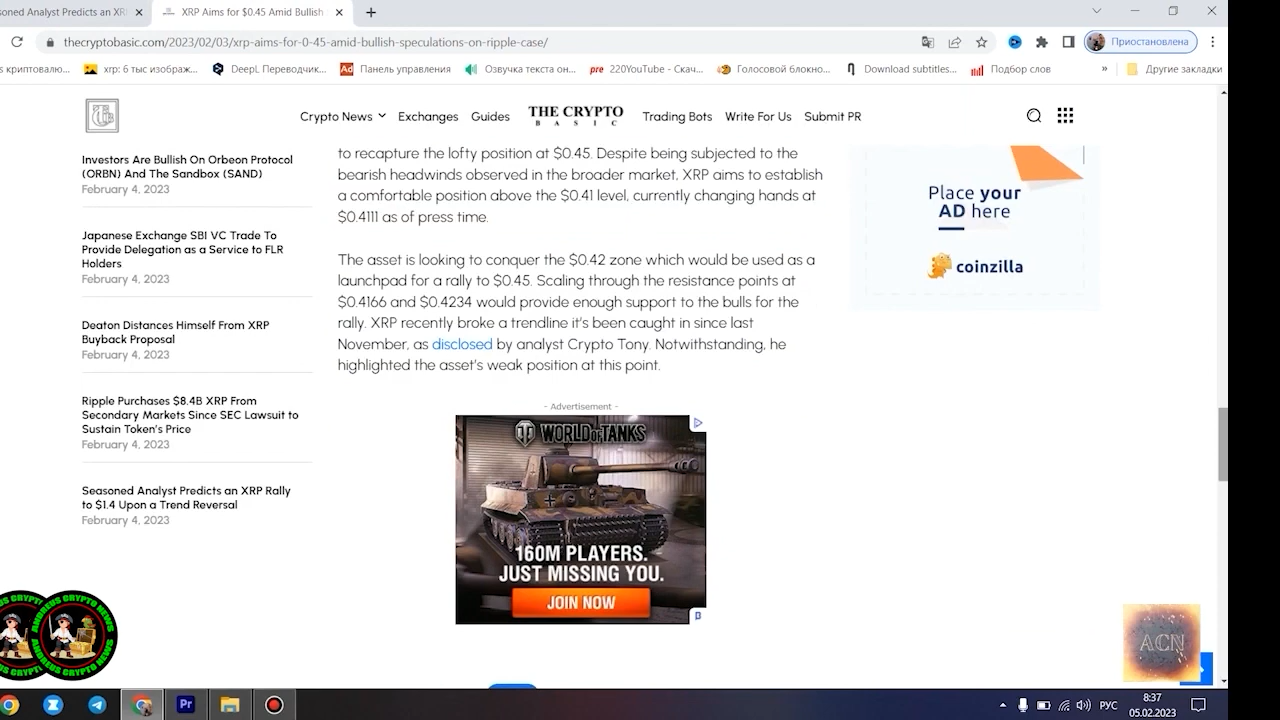 soned Analyst Predicts an XRI
XRP Aims for $0.45 Amid Bullish
thecryptobasic.com/2023/02/03/xrp-aims-for-0-45-amid-bullish-speculations-on-ripple-case/
Приостановлена
s криптовалю...
xrp: 6 тыс изображ...
DeepL Переводчик...
Ad Панель управления
Озвучка текста он...
pre 220YouTube - Скач...
Голосовой блокно...
Download subtitles...
Подбор слов
»
Другие закладки
Crypto News
Exchanges
Guides
THE CRYPTO
BASIC
Trading Bots
Write For Us
Submit PR
Investors Are Bullish On Orbeon Protocol
(ORBN) And The Sandbox (SAND)
February 4, 2023
Japanese Exchange SBI VC Trade To
Provide Delegation as a Service to FLR
Holders
February 4, 2023
Deaton Distances Himself From XRP
Buyback Proposal
February 4, 2023
Ripple Purchases $8.4B XRP From
Secondary Markets Since SEC Lawsuit to
Sustain Token's Price
February 4, 2023
Seasoned Analyst Predicts an XRP Rally
to $1.4 Upon a Trend Reversal
February 4, 2023
to recapture the lofty position at $0.45. Despite being subjected to the
bearish headwinds observed in the broader market, XRP aims to establish
a comfortable position above the $0.41 level, currently changing hands at
$0.4111 as of press time.
The asset is looking to conquer the $0.42 zone which would be used as a
launchpad for a rally to $0.45. Scaling through the resistance points at
$0.4166 and $0.4234 would provide enough support to the bulls for the
rally. XRP recently broke a trendline it's been caught in since last
November, as disclosed by analyst Crypto Tony. Notwithstanding, he
highlighted the asset's weak position at this point.
- Advertisement -
WORLD OF TANKS
160M PLAYERS.
JUST MISSING YOU.
JOIN NOW
Place your
AD here
coinzilla
ANDREUS CRYPTO NEWS
ANDREUS CRYPTO NEWS
ACN
Pr
РУС
8:37
05.02.2023